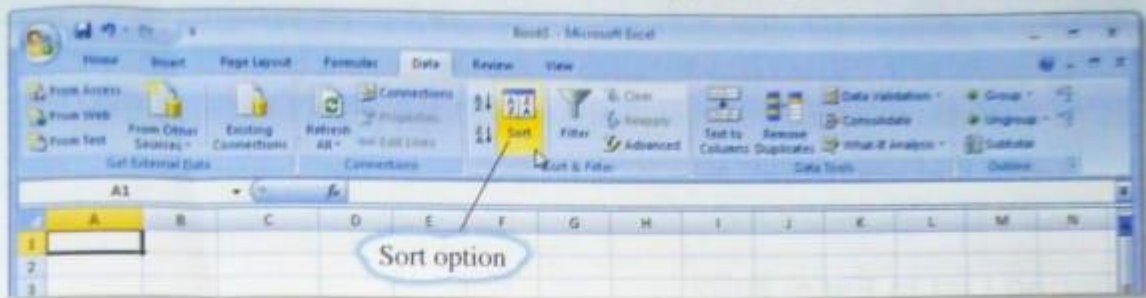 Book1 - Microsoft Excel
Home Insert Page Layout Formulas Data Review View
From Access
From Web
From Text
From Other Sources
Existing Connections
Get External Data
Refresh All
Connections
Properties
Edit Links
Connections
Sort
Filter
Clear
Reapply
Advanced
Sort & Filter
Text to Columns
Remove Duplicates
Data Validation
Consolidate
What-If Analysis
Data Tools
Group
Ungroup
Subtotal
Outline
A1 fx
A B C D E F G H I J K L M N
1
2
3
Sort option